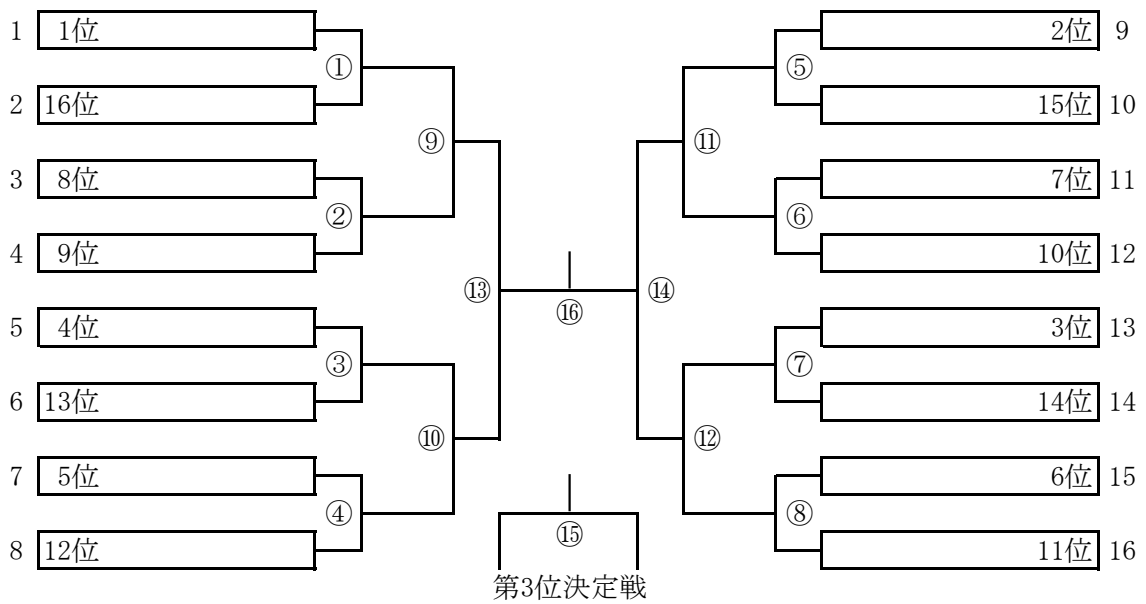 1 1位 2位 9
① ⑤
2 16位 15位 10
⑨ ⑪
3 8位 7位 11
② ⑥
4 9位 10位 12
⑬ ⑭
⑯
5 4位 3位 13
③ ⑦
6 13位 14位 14
⑩ ⑫
7 5位 6位 15
④ ⑧
⑮
8 12位 11位 16
第3位決定戦